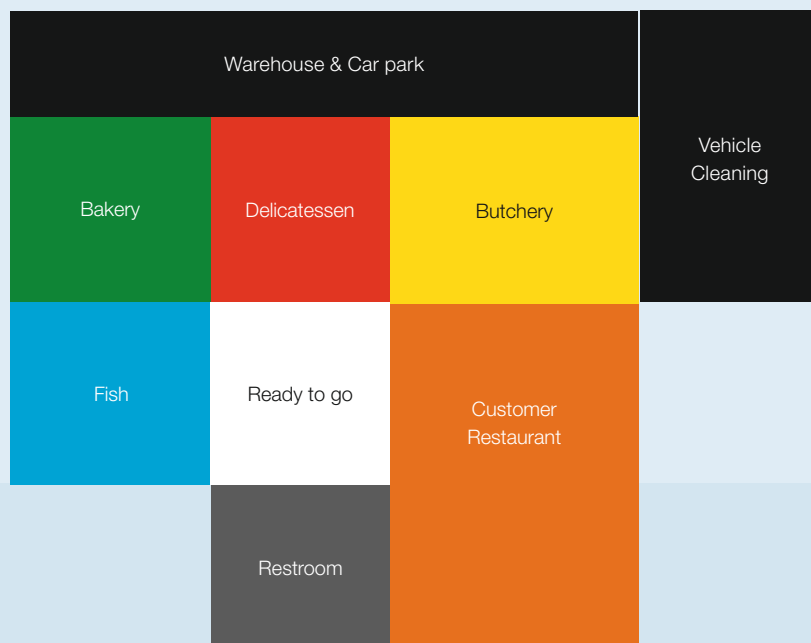 Warehouse & Car park
Vehicle
Cleaning
Bakery
Delicatessen
Butchery
Fish
Ready to go
Customer
Restaurant
Restroom